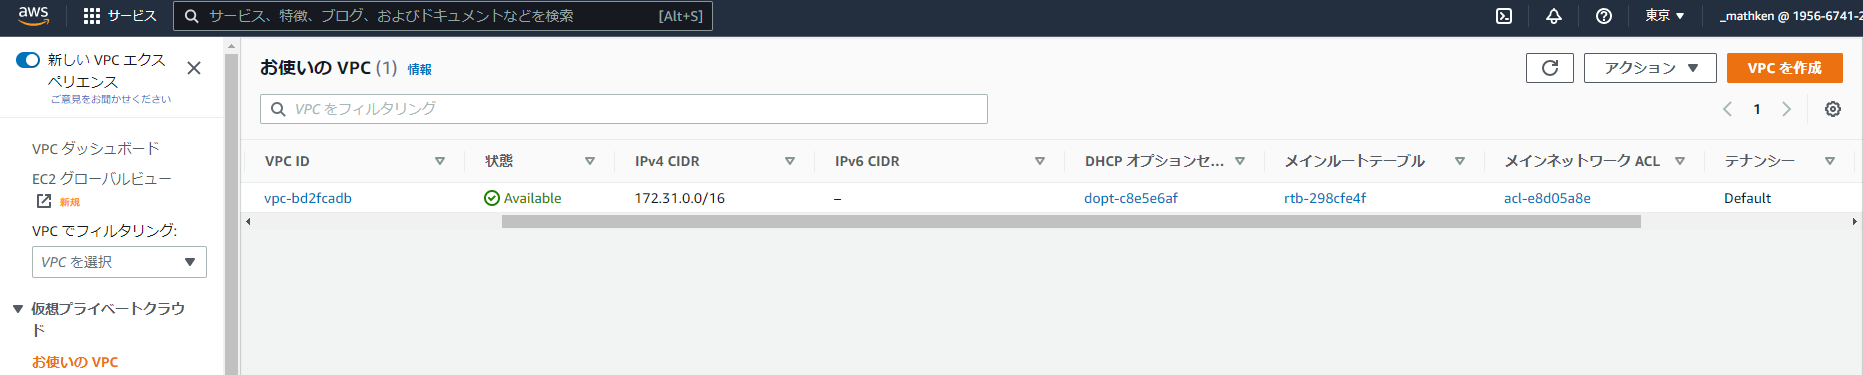 aws サービス サービス、特徴、ブログ、およびドキュメントなどを検索 [Alt+S] 東京 _mathken @ 1956-6741-2
新しい VPC エクス
ペリエンス
ご意見をお聞かせください
VPC ダッシュボード
EC2 グローバルビュー
新規
VPC でフィルタリング:
VPC を選択
仮想プライベートクラウ
ド
お使いの VPC
お使いの VPC (1) 情報
アクション VPC を作成
VPC をフィルタリング
1
VPC ID 状態 IPv4 CIDR IPv6 CIDR DHCP オプションセ... メインルートテーブル メインネットワーク ACL テナンシー
vpc-bd2fcadb Available 172.31.0.0/16 – dopt-c8e5e6af rtb-298cfe4f acl-e8d05a8e Default